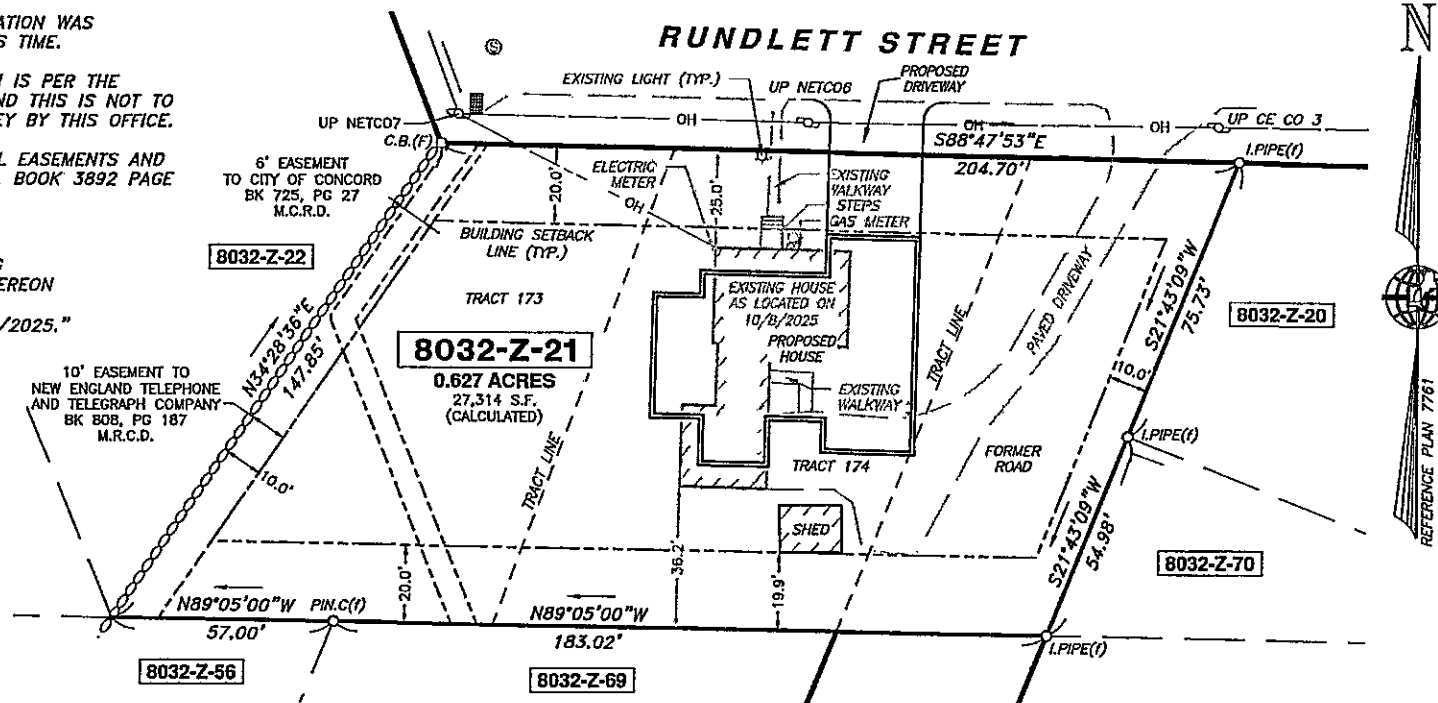 ATION WAS
S TIME.
H IS PER THE
ND THIS IS NOT TO
EY BY THIS OFFICE.
L EASEMENTS AND
BOOK 3892 PAGE
EREON
/2025."
RUNDLETT STREET
N
EXISTING LIGHT (TYP.)
UP NETCO6
PROPOSED
DRIVEWAY
UP NETCO7
S
OH
OH
OH
UP CE CO 3
C.B.(F)
S88°47'53"E
204.70'
I.PIPE(f)
6' EASEMENT
TO CITY OF CONCORD
BK 725, PG 27
M.C.R.D.
20.0'
ELECTRIC
METER
OH
25.0'
EXISTING
WALKWAY
STEPS
GAS METER
BUILDING SETBACK
LINE (TYP.)
8032-Z-22
TRACT 173
EXISTING HOUSE
AS LOCATED ON
10/8/2025
PROPOSED
HOUSE
TRACT LINE
PAVED DRIVEWAY
S21°43'09"W
75.73'
8032-Z-20
N34°28'36"E
147.85'
8032-Z-21
0.627 ACRES
27,314 S.F.
(CALCULATED)
10' EASEMENT TO
NEW ENGLAND TELEPHONE
AND TELEGRAPH COMPANY
BK 808, PG 187
M.R.C.D.
10.0'
EXISTING
WALKWAY
110.0'
I.PIPE(f)
TRACT LINE
TRACT 174
FORMER
ROAD
REFERENCE PLAN 7761
SHED
S21°43'09"W
54.98'
8032-Z-70
20.0'
36.2'
19.9'
N89°05'00"W
57.00'
PIN.C(f)
N89°05'00"W
183.02'
I.PIPE(f)
8032-Z-56
8032-Z-69